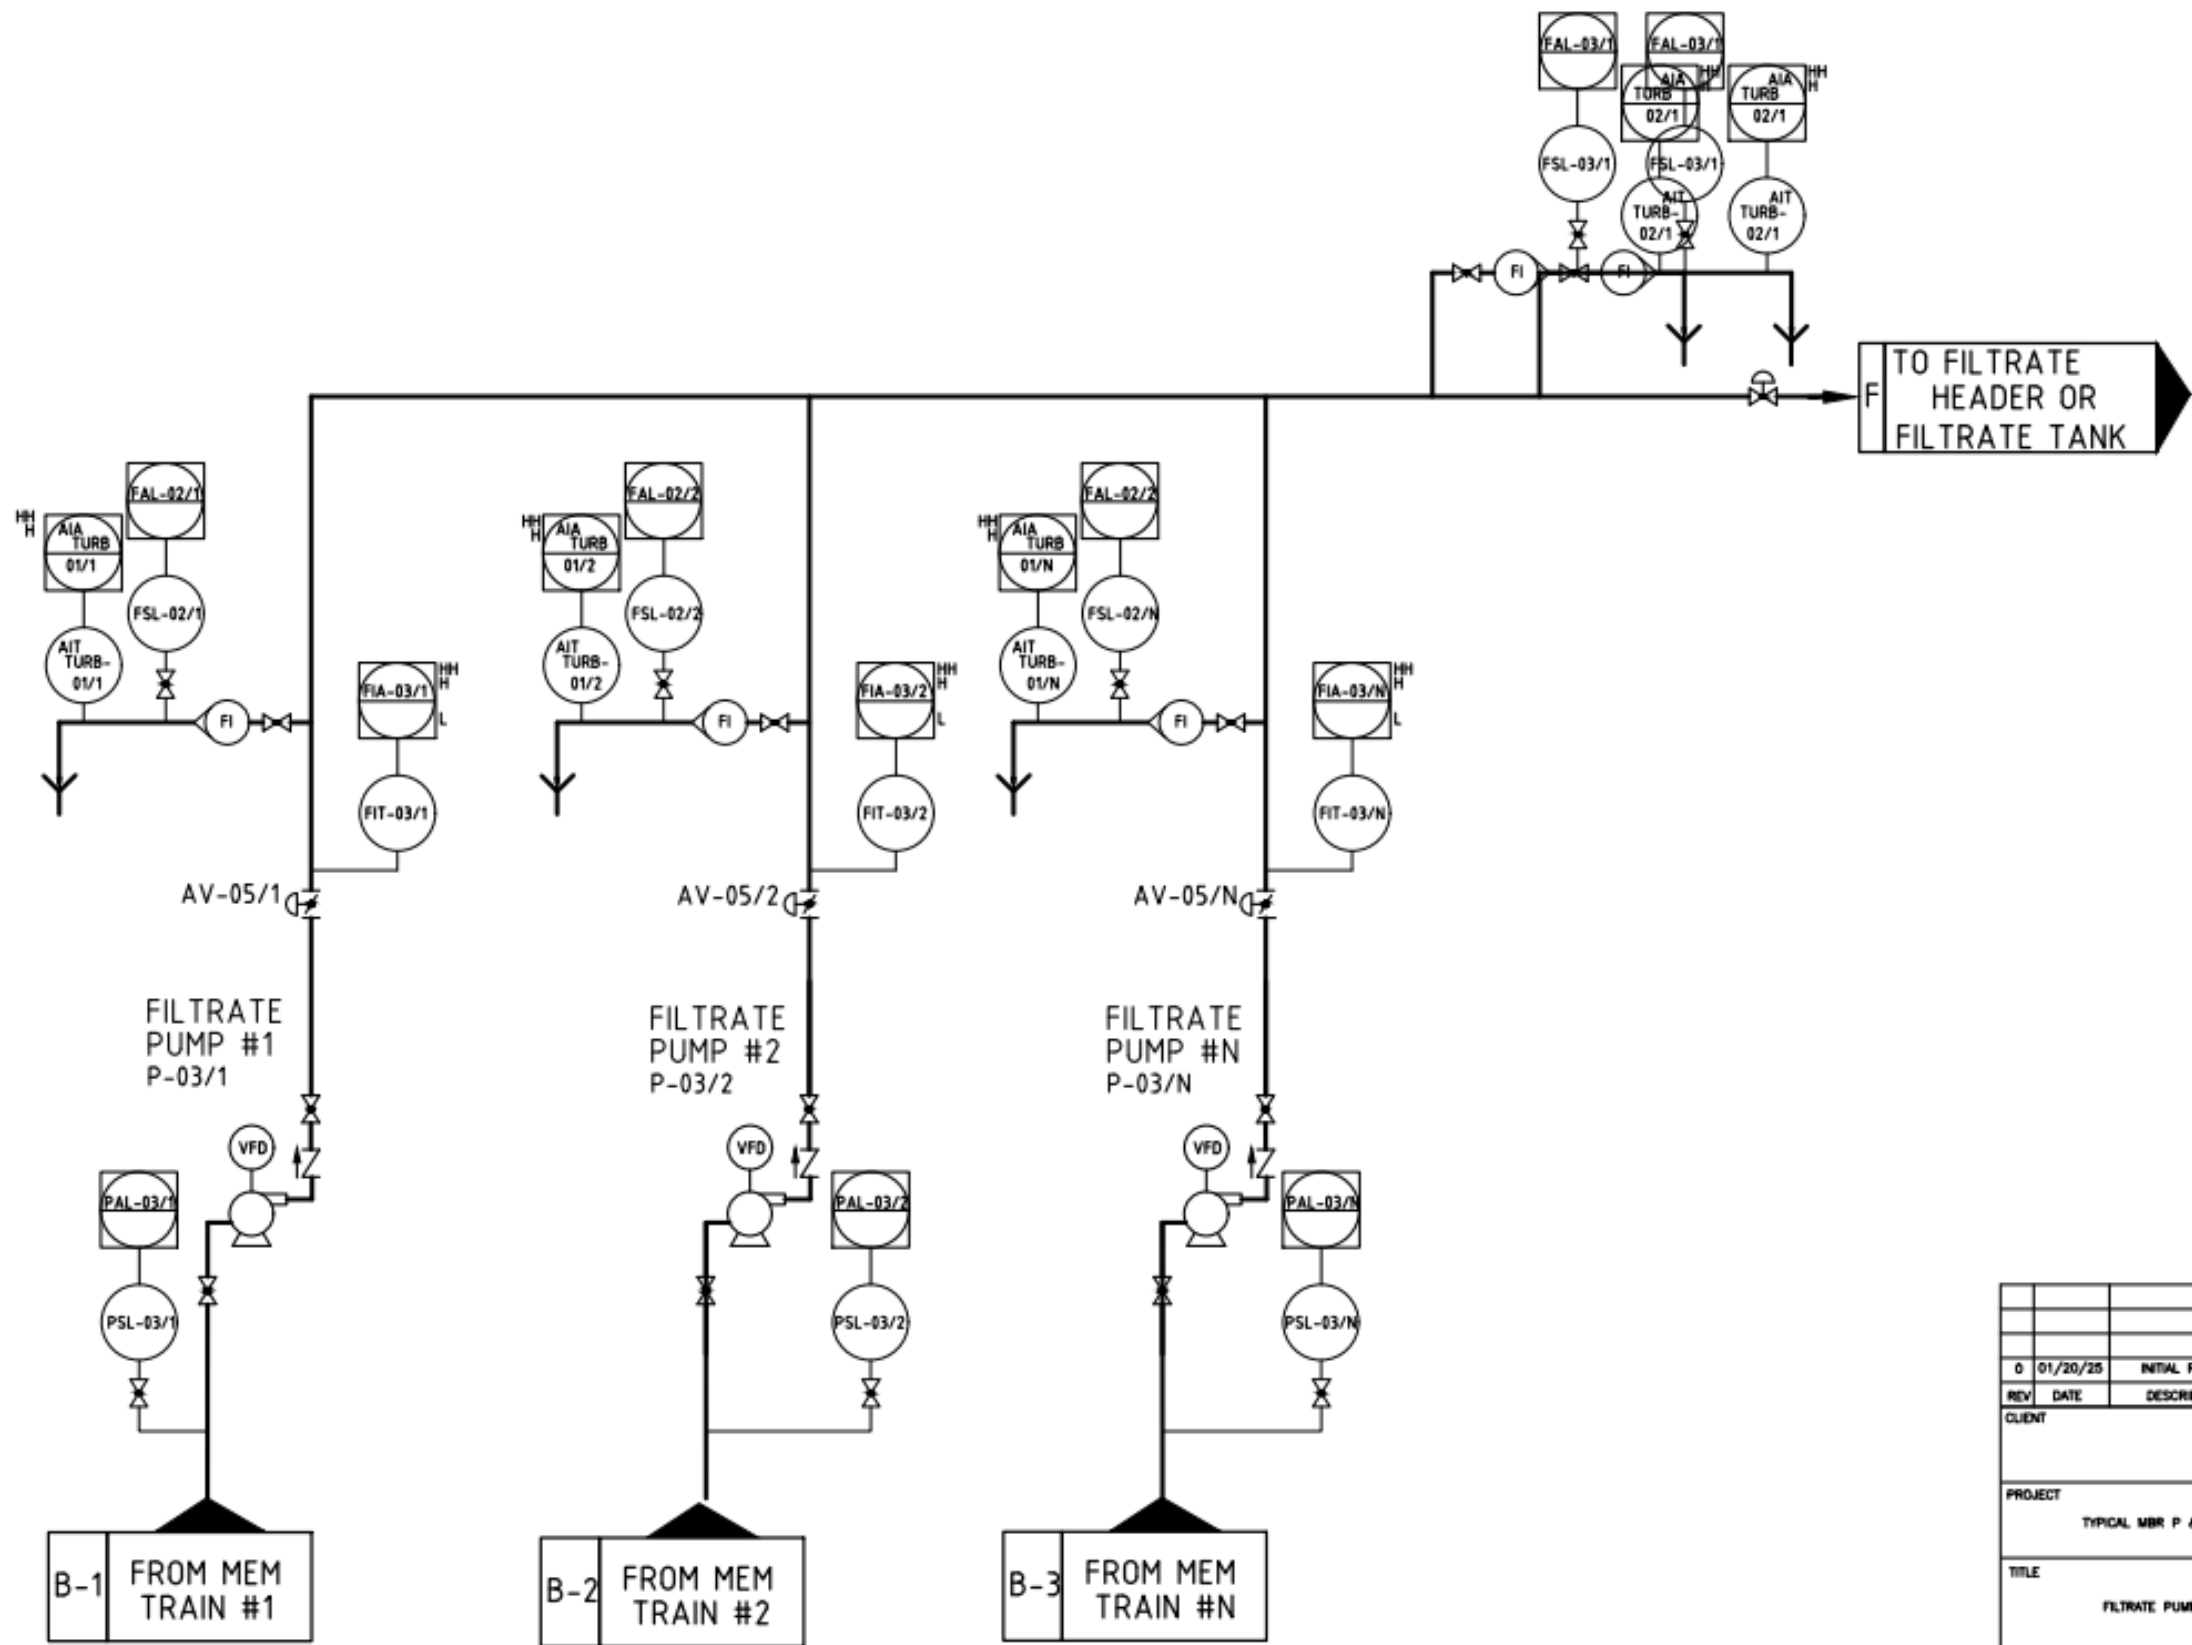 FAL-03/1
FAL-03/1
AIA
TURB
02/1
HH
H
AIA
TURB
02/1
HH
H
FSL-03/1
FSL-03/1
AIT
TURB-
02/1
AIT
TURB-
02/1
FI
FI
F
TO FILTRATE
HEADER OR
FILTRATE TANK
FAL-02/1
HH
H
AIA
TURB
01/1
FSL-02/1
AIT
TURB-
01/1
FI
FIA-03/1
HH
H
L
FIT-03/1
AV-05/1
FAL-02/2
HH
H
AIA
TURB
01/2
FSL-02/2
AIT
TURB-
01/2
FI
FIA-03/2
HH
H
L
FIT-03/2
AV-05/2
FAL-02/2
HH
H
AIA
TURB
01/N
FSL-02/N
AIT
TURB-
01/N
FI
FIA-03/N
HH
H
L
FIT-03/N
AV-05/N
FILTRATE
PUMP #1
P-03/1
VFD
PAL-03/1
PSL-03/1
FILTRATE
PUMP #2
P-03/2
VFD
PAL-03/2
PSL-03/2
FILTRATE
PUMP #N
P-03/N
VFD
PAL-03/N
PSL-03/N
B-1
FROM MEM
TRAIN #1
B-2
FROM MEM
TRAIN #2
B-3
FROM MEM
TRAIN #N
0 01/20/25 INITIAL
REV DATE
CLIENT
PROJECT
TYPICAL MBR P
TITLE
FILTRATE